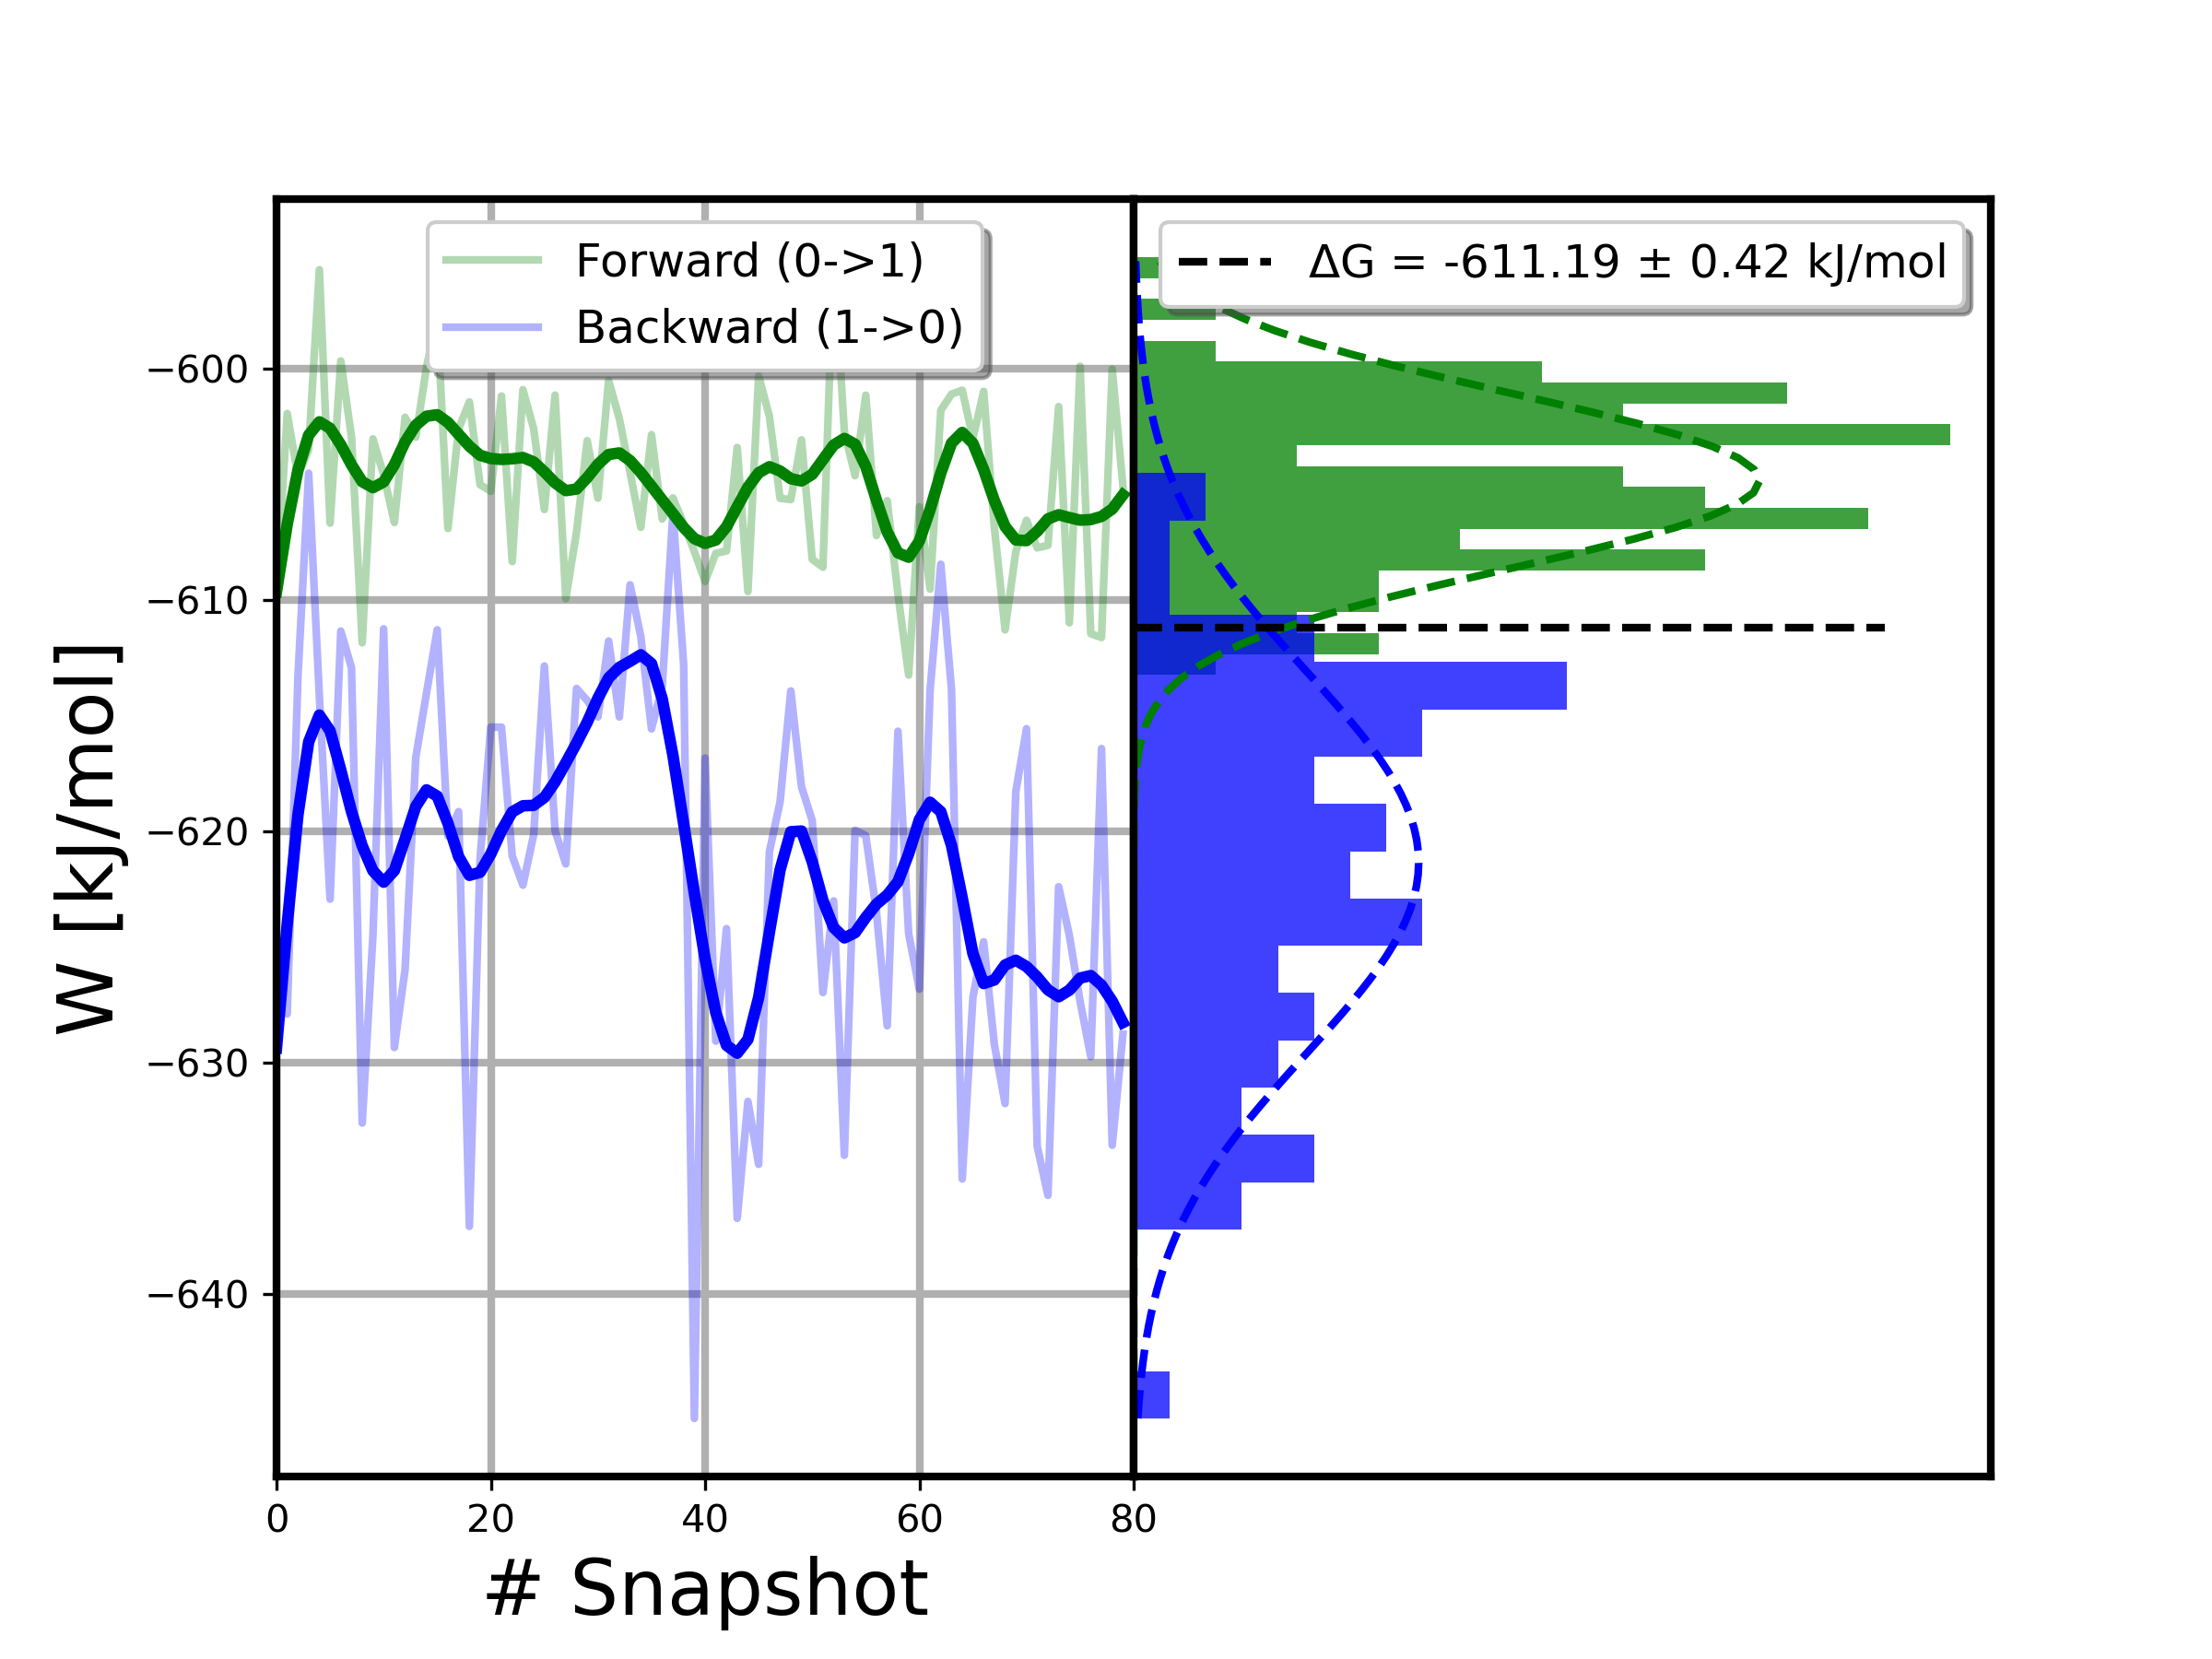 Forward (0->1)
Backward (1->0)
ΔG = -611.19 ± 0.42 kJ/mol
W [kJ/mol]
−600
−610
−620
−630
−640
0 20 40 60 80
# Snapshot